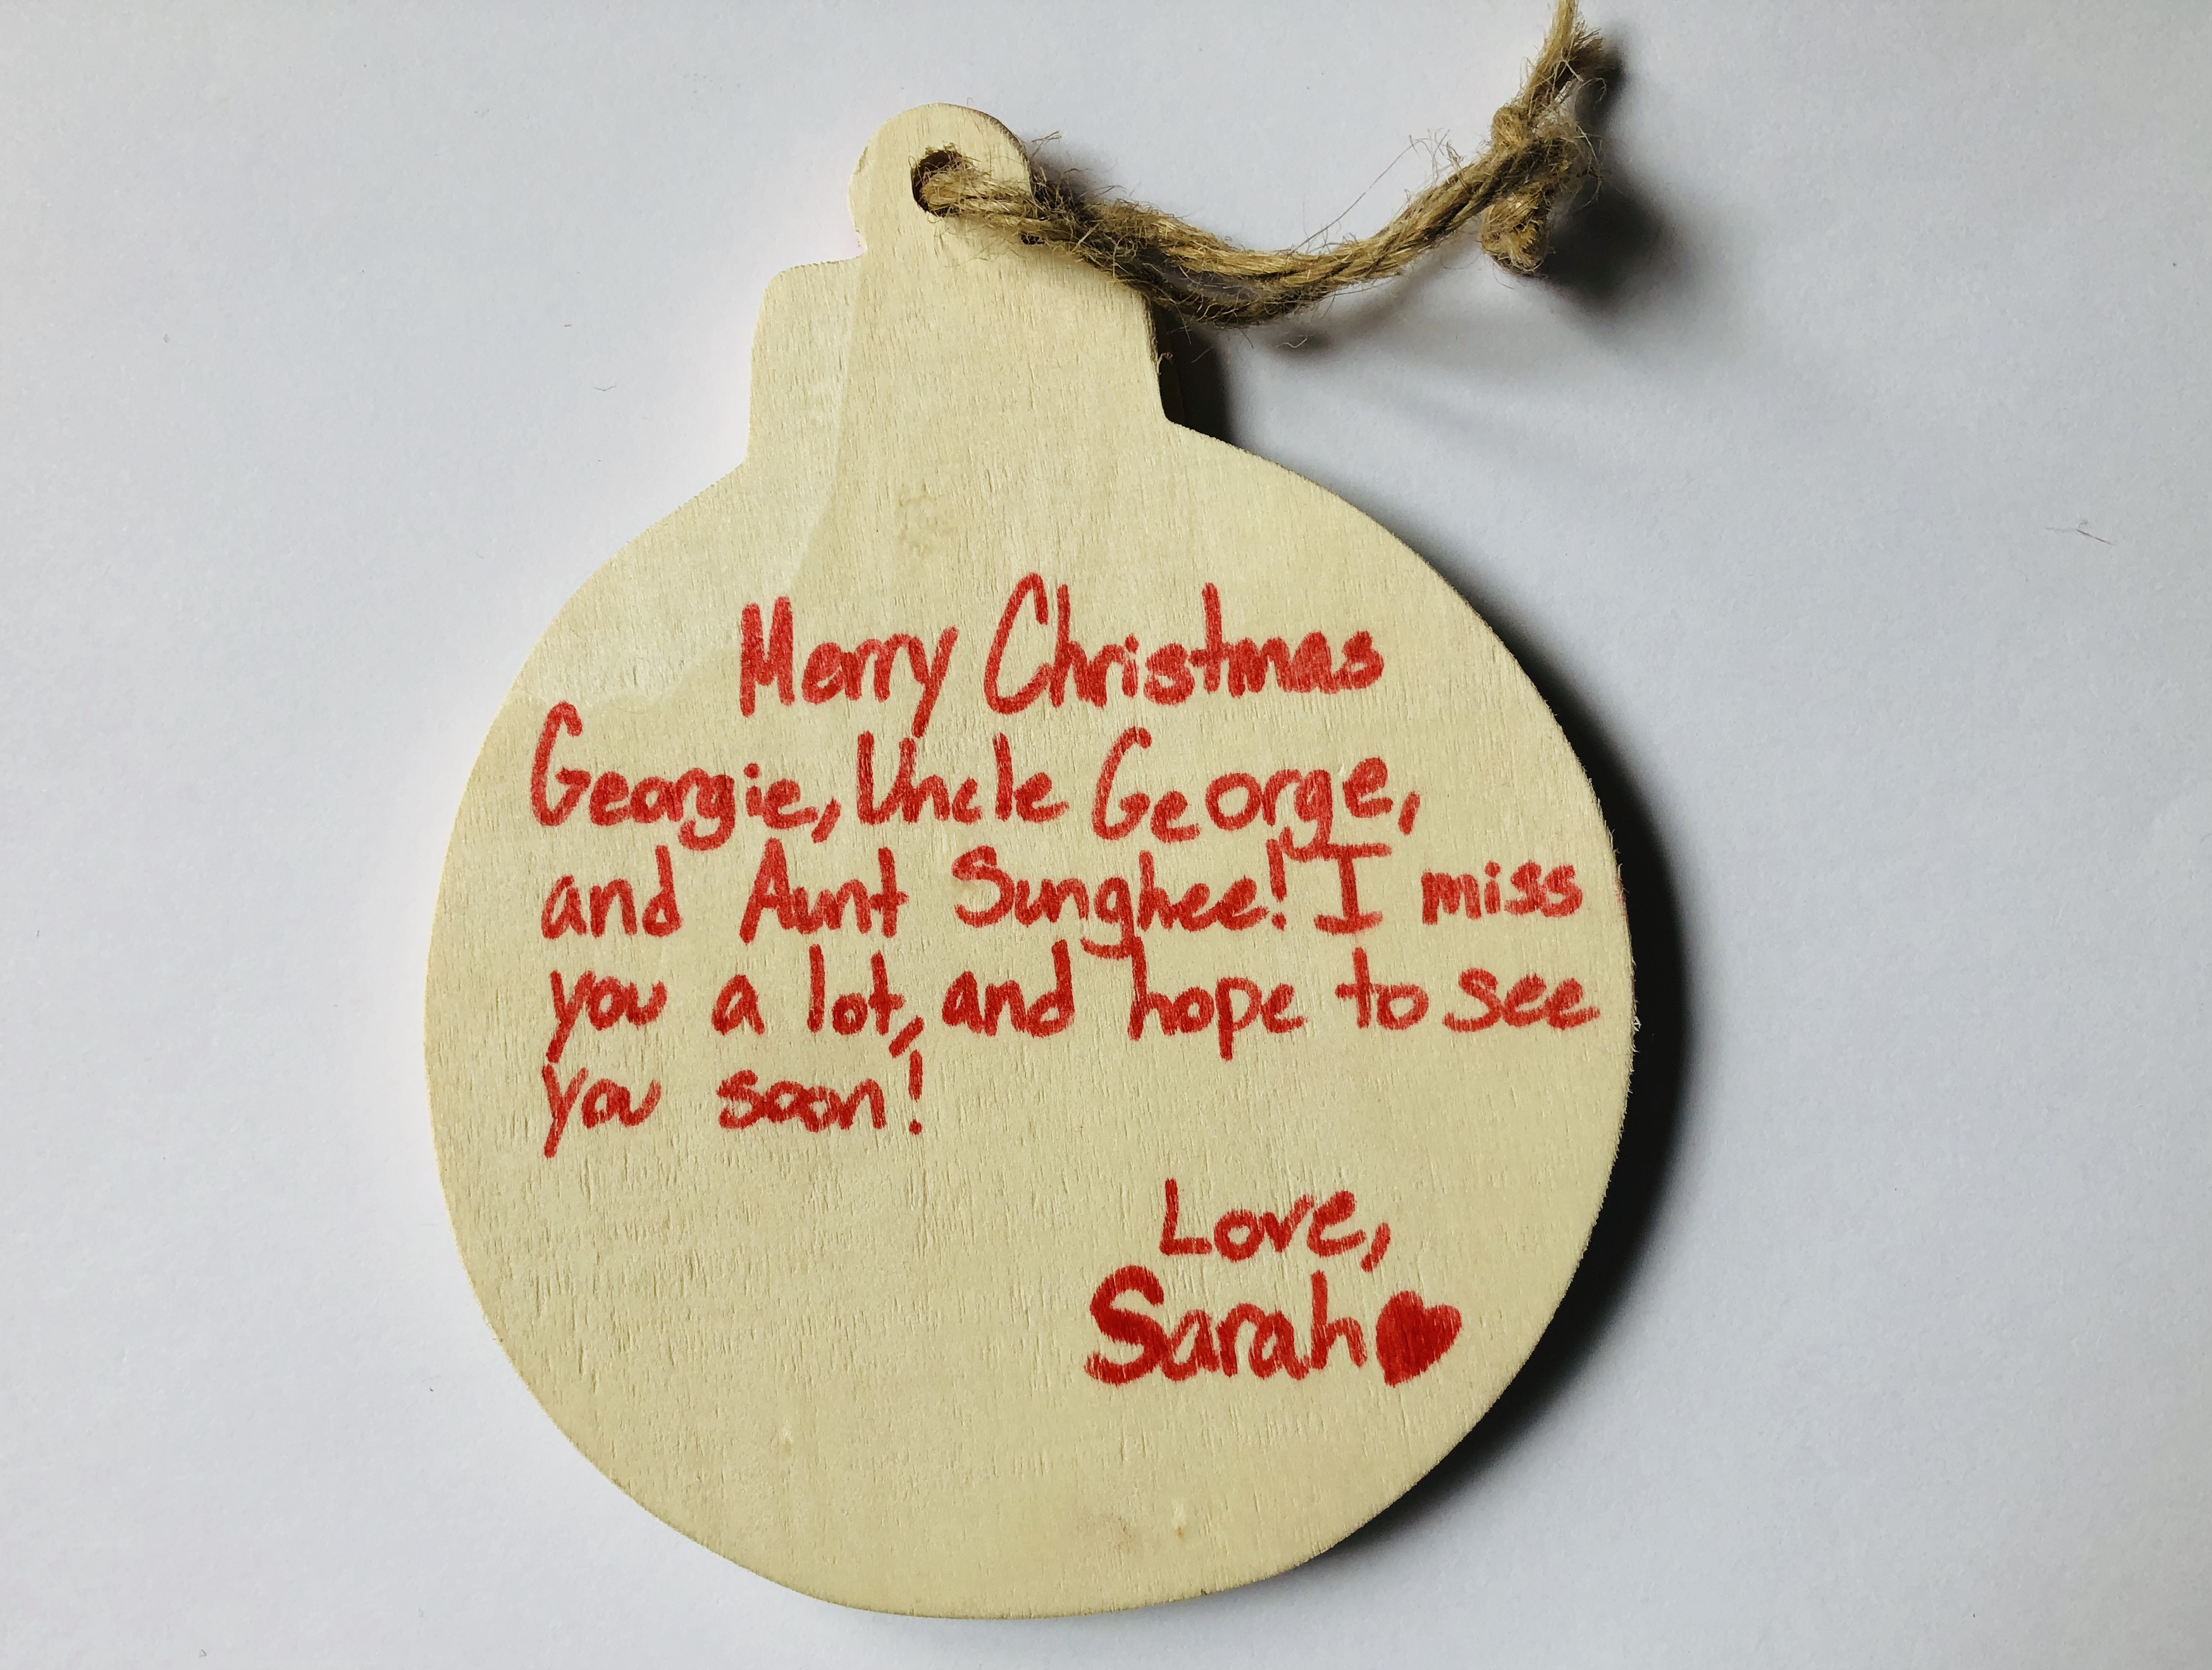 Merry Christmas
Georgie, Uncle George,
and Aunt Sunghee! I miss
you a lot, and hope to see
you soon!
Love,
Sarah♥